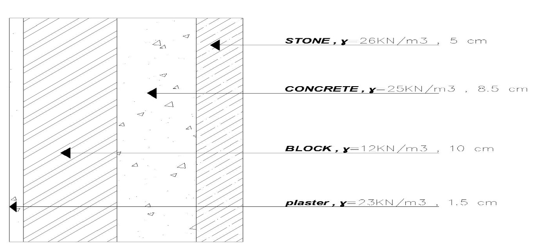 STONE , γ=26KN/m3 , 5 cm
CONCRETE, γ=25KN/m3 , 8.5 cm
BLOCK , γ=12KN/m3 , 10 cm
plaster , γ=23KN/m3 , 1.5 cm